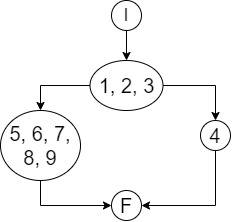 I
1, 2, 3
5, 6, 7,
8, 9
4
F